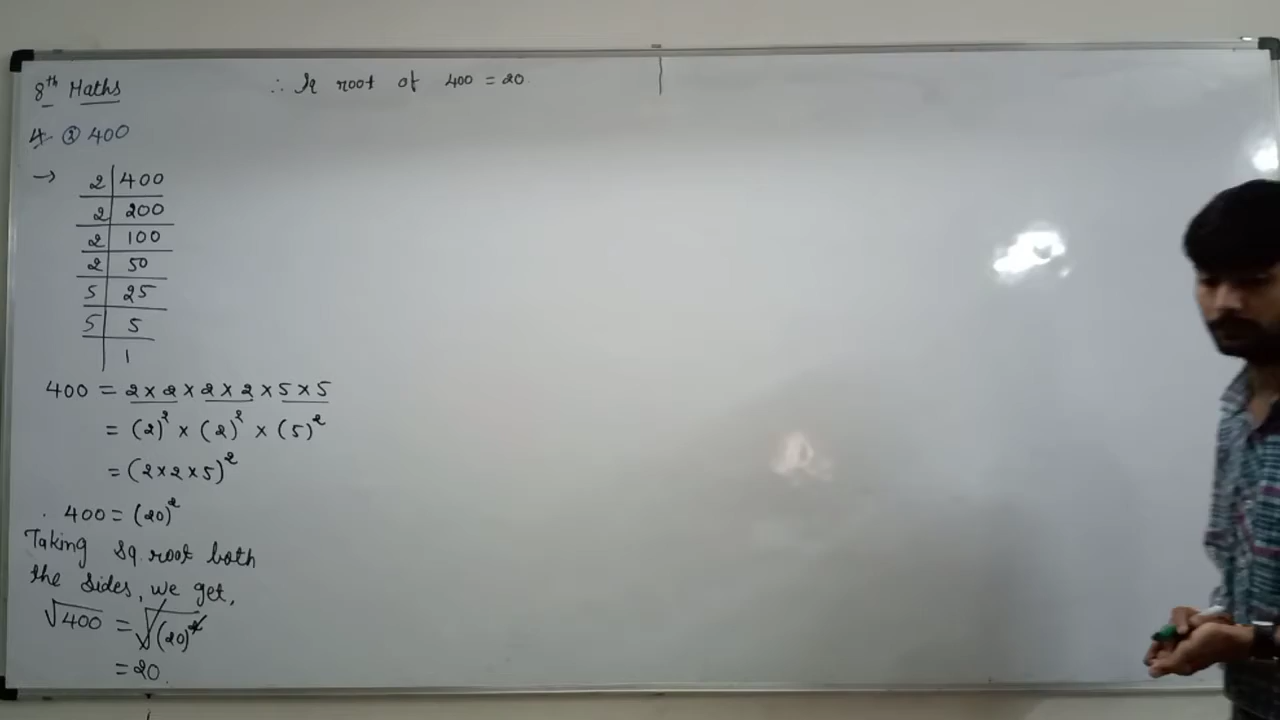 8th Maths
4. ② 400
→ 2 | 400
2 | 200
2 | 100
2 | 50
5 | 25
5 | 5
| 1
400 = 2 × 2 × 2 × 2 × 5 × 5
= (2)² × (2)² × (5)²
= (2×2×5)²
. 400 = (20)²
Taking sq. root both
the sides, we get,
√400 = √(20)²
= 20.
∴ root of 400 = 20.